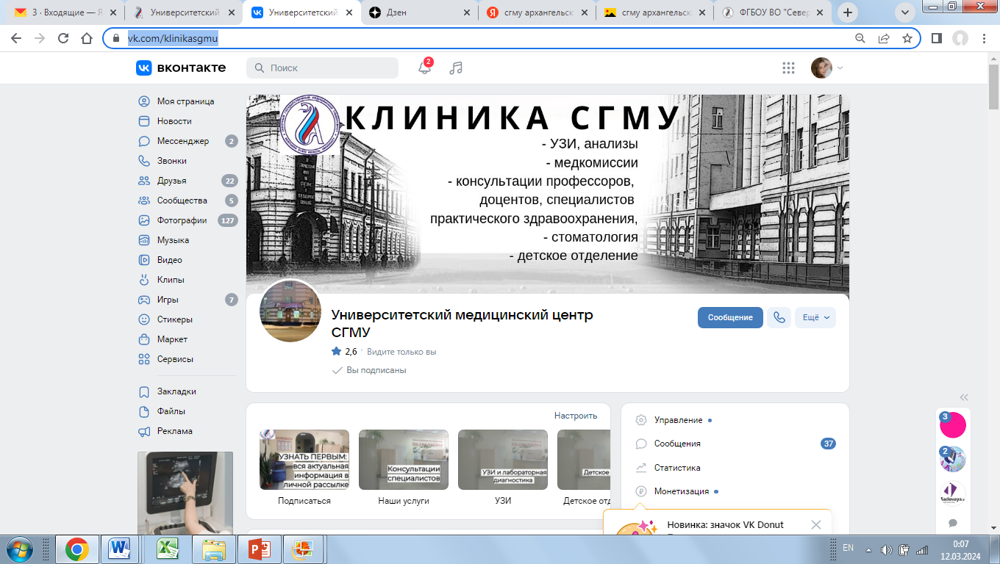 3 · Входящие — Я
Университетский
Университетский
Дзен
сгму архангельск
сгму архангельск
ФГБОУ ВО "Север
vk.com/klinikasgmu
вконтакте
Поиск
2
Моя страница
Новости
Мессенджер 2
Звонки
Друзья 22
Сообщества 5
Фотографии 127
Музыка
Видео
Клипы
Игры 7
Стикеры
Маркет
Сервисы
Закладки
Файлы
Реклама
КЛИНИКА СГМУ
- УЗИ, анализы
- медкомиссии
- консультации профессоров,
доцентов, специалистов
практического здравоохранения,
- стоматология
- детское отделение
Университетский медицинский центр
СГМУ
2,6 · Видите только вы
Вы подписаны
Сообщение
Ещё
Настроить
УЗНАТЬ ПЕРВЫМ:
вся актуальная
информация в
личной рассылке
Подписаться
Консультации
специалистов
Наши услуги
УЗИ и лабораторная
диагностика
УЗИ
Детское
Детское отд
Управление
Сообщения 37
Статистика
Монетизация
Новинка: значок VK Donut
3
2
Sadovaya
EN
0:07
12.03.2024